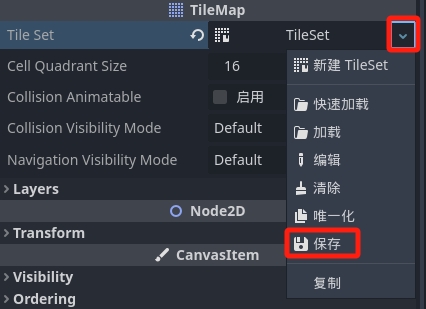 TileMap
Tile Set
TileSet
Cell Quadrant Size
16
Collision Animatable
启用
Collision Visibility Mode
Default
Navigation Visibility Mode
Default
Layers
Node2D
Transform
CanvasItem
Visibility
Ordering
新建 TileSet
快速加载
加载
编辑
清除
唯一化
保存
复制